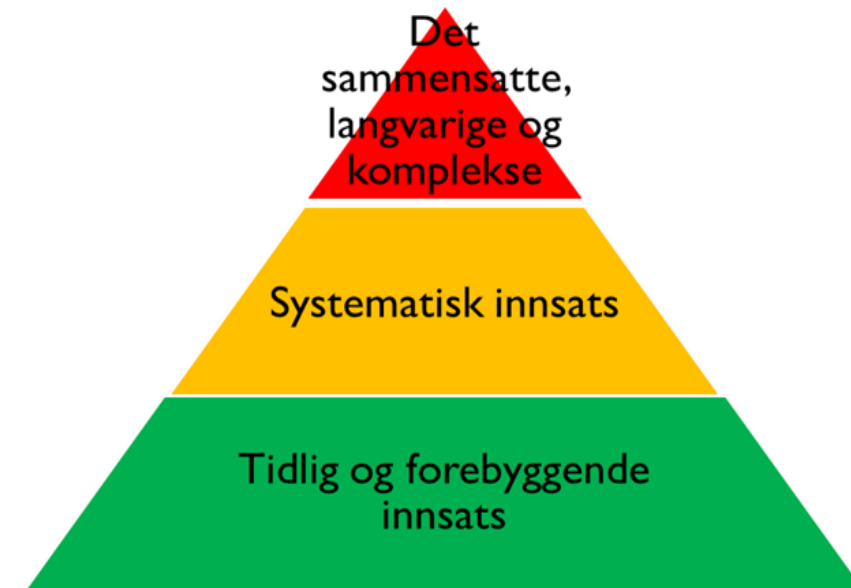 Det
sammensatte,
langvarige og
komplekse
Systematisk innsats
Tidlig og forebyggende
innsats